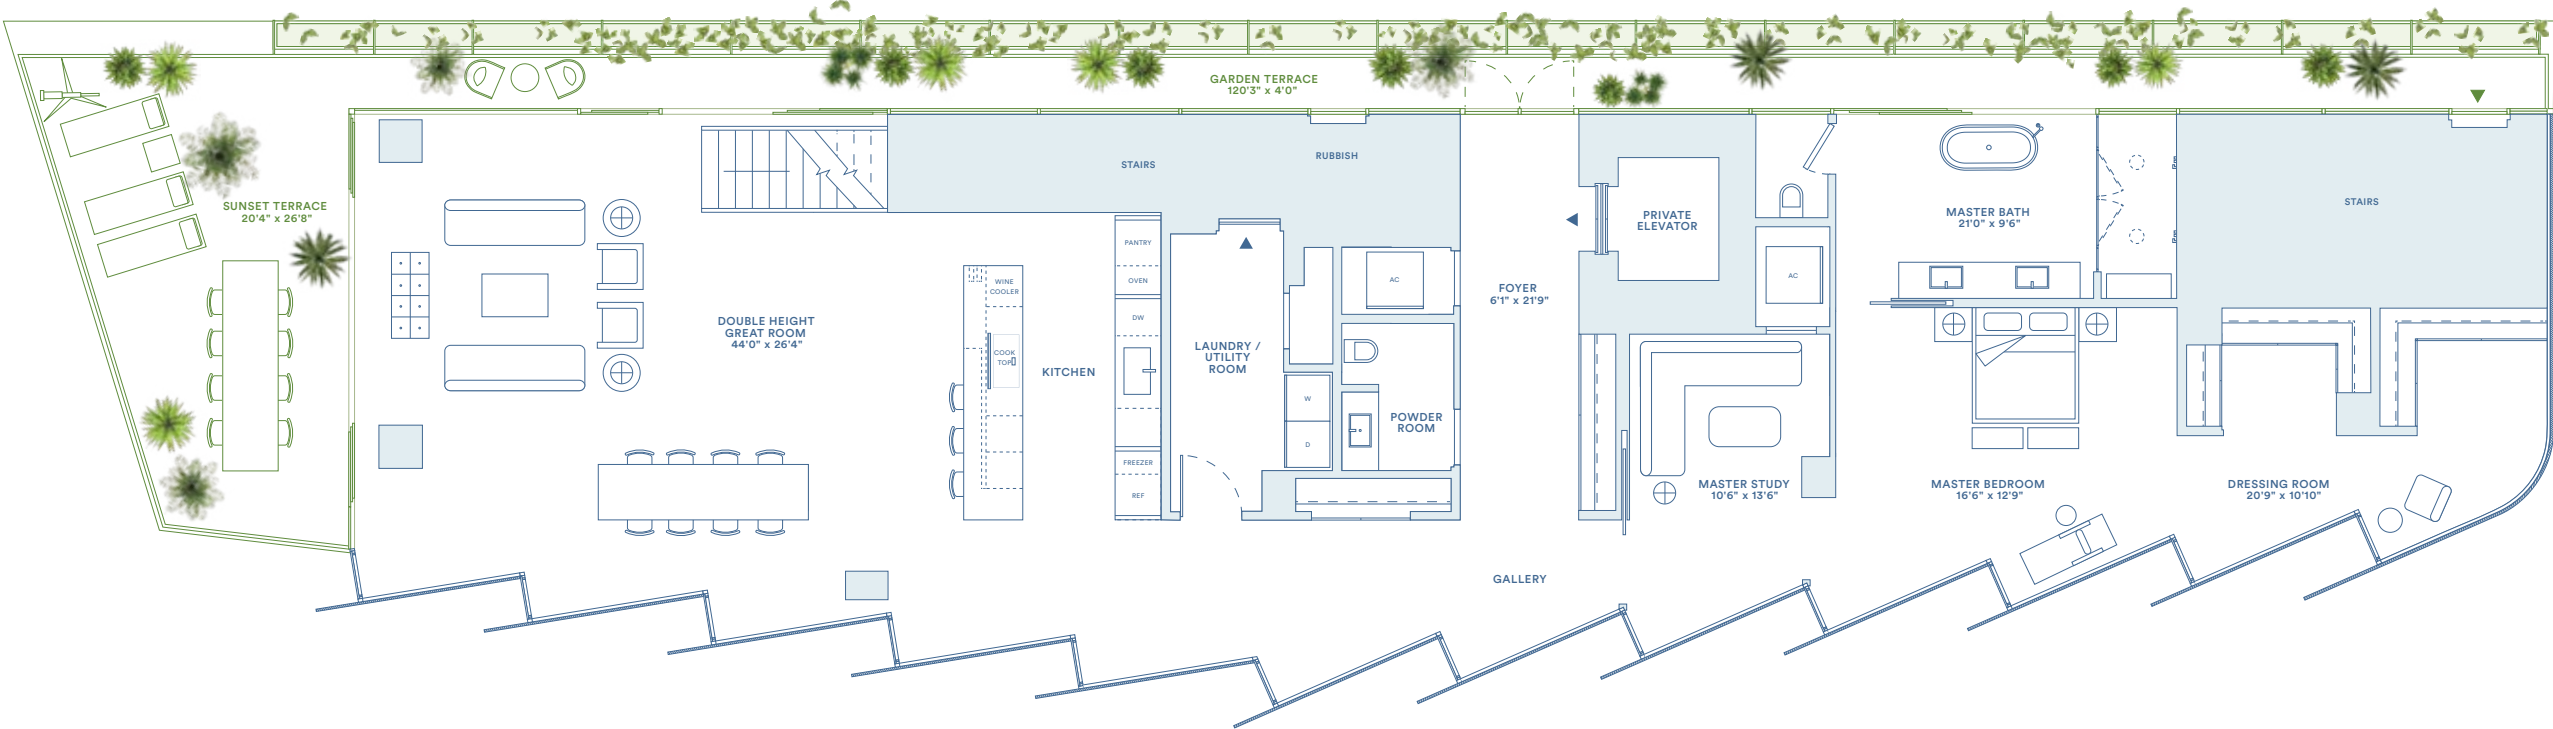 GARDEN TERRACE
120'3" x 4'0"
SUNSET TERRACE
20'4" x 26'8"
STAIRS
RUBBISH
PRIVATE
ELEVATOR
MASTER BATH
21'0" x 9'6"
STAIRS
PANTRY
OVEN
DW
FREEZER
REF
WINE
COOLER
COOK
TOP
KITCHEN
DOUBLE HEIGHT
GREAT ROOM
44'0" x 26'4"
LAUNDRY /
UTILITY
ROOM
AC
W
D
POWDER
ROOM
FOYER
6'1" x 21'9"
AC
MASTER STUDY
10'6" x 13'6"
MASTER BEDROOM
16'6" x 12'9"
DRESSING ROOM
20'9" x 10'10"
GALLERY